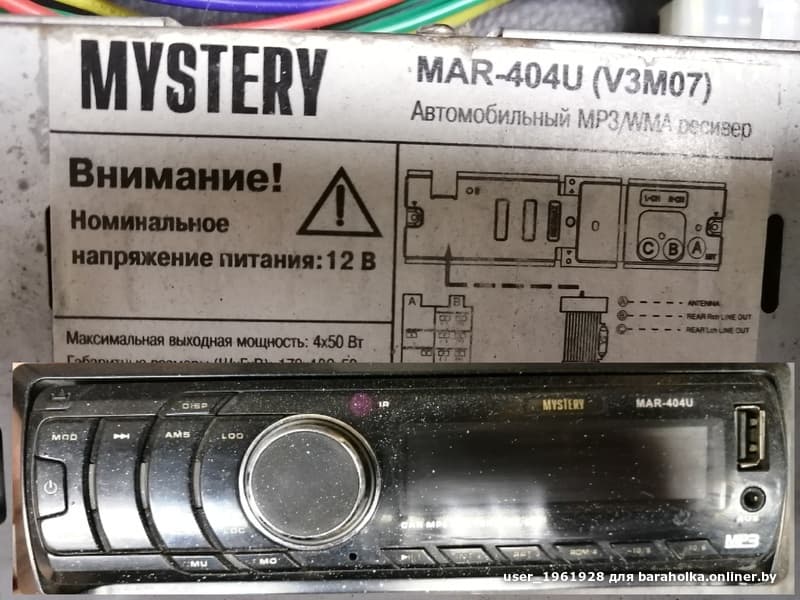 MYSTERY
MAR-404U (V3M07)
Автомобильный MP3/WMA ресивер
Внимание!
Номинальное
напряжение питания: 12 В
C B A
A B
A ANTENNA
B REAR Rch LINE OUT
C REAR Lch LINE OUT
Максимальная выходная мощность: 4x50 Вт
DISP
IR
MYSTERY
MAR-404U
MOD
AMS
MU
MO
MP3
user_1961928 для baraholka.onliner.by